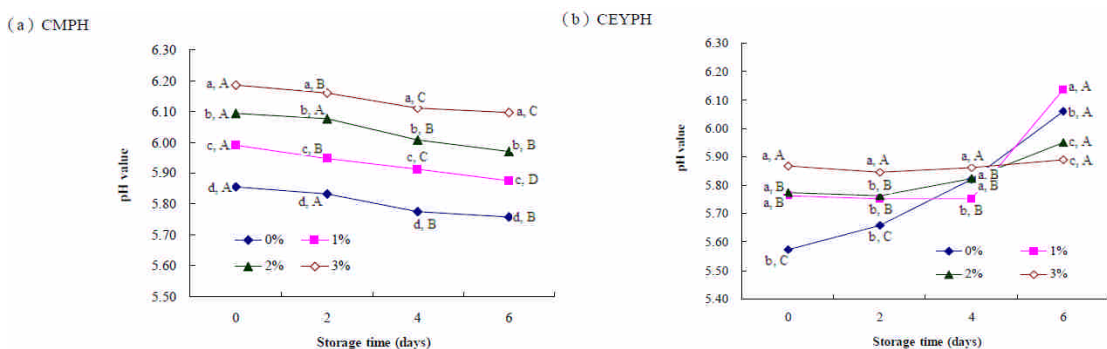 (a) CMPH
6.30
6.20
6.10
6.00
5.90
5.80
5.70
5.60
5.50
pH value
a, A
a, B
a, C
a, C
b, A
b, A
b, B
b, B
c, A
c, B
c, C
c, D
d, A
d, A
d, B
d, B
0% 1%
2% 3%
0 2 4 6
Storage time (days)
(b) CEYPH
6.30
6.20
6.10
6.00
5.90
5.80
5.70
5.60
5.50
5.40
pH value
a, A
b, A
c, A
c, A
a, A
a, A
a, A
a, B
a, B
b, B
b, B
a, B
a, B
b, B
b, C
b, C
0% 1%
2% 3%
0 2 4 6
Storage time (days)